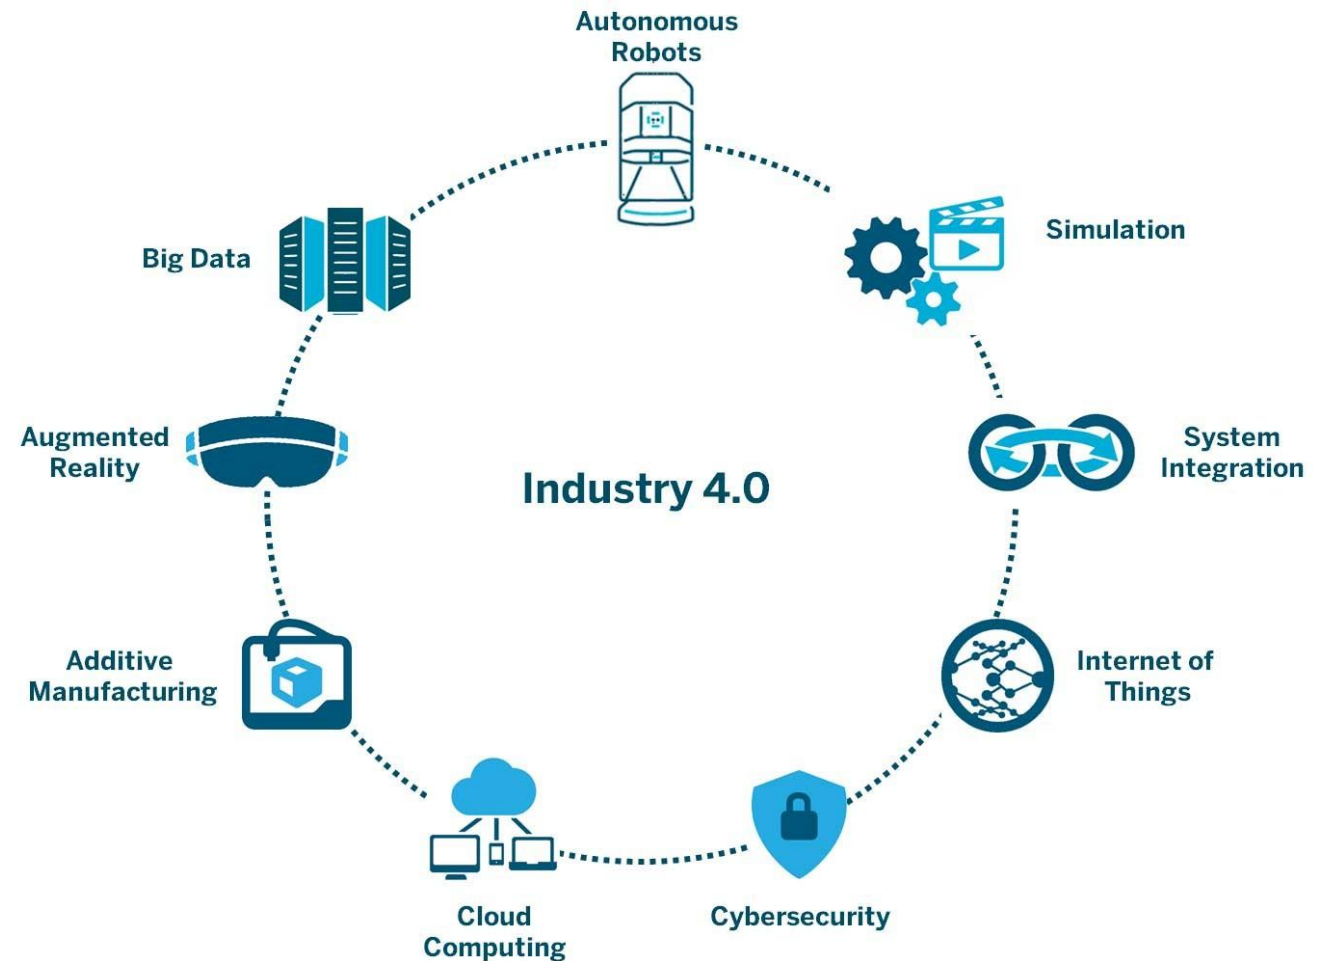 Autonomous
Robots
Simulation
Big Data
Augmented
Reality
System
Integration
Industry 4.0
Additive
Manufacturing
Internet of
Things
Cloud
Computing
Cybersecurity